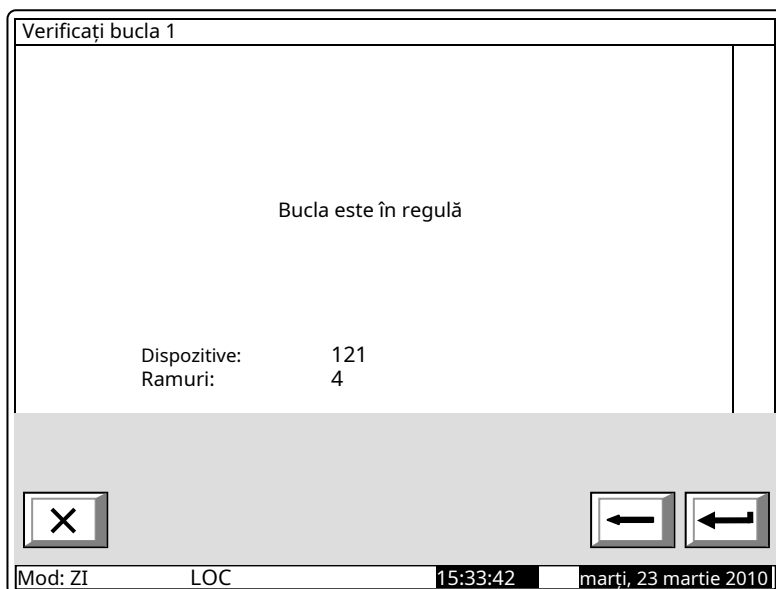 Verificați bucla 1
Bucla este în regulă
Dispozitive: 121
Ramuri: 4
Mod: ZI LOC 15:33:42 marți, 23 martie 2010